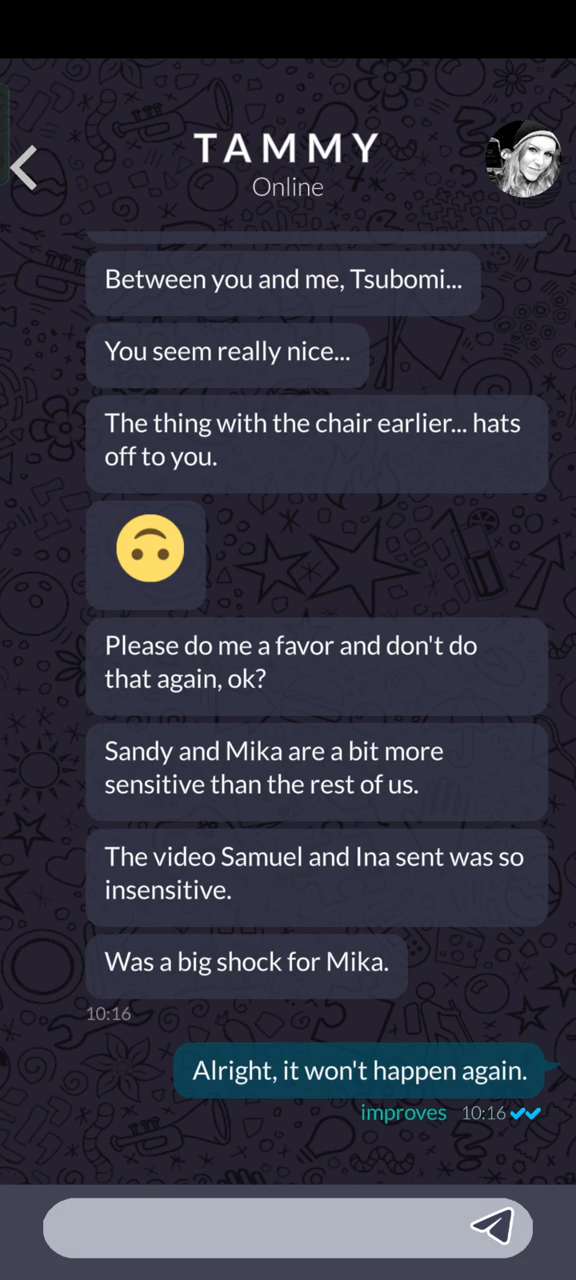 TAMMY
Online
Between you and me, Tsubomi...
You seem really nice...
The thing with the chair earlier... hats
off to you.
🙃
Please do me a favor and don't do
that again, ok?
Sandy and Mika are a bit more
sensitive than the rest of us.
The video Samuel and Ina sent was so
insensitive.
Was a big shock for Mika.
10:16
Alright, it won't happen again.
improves 10:16